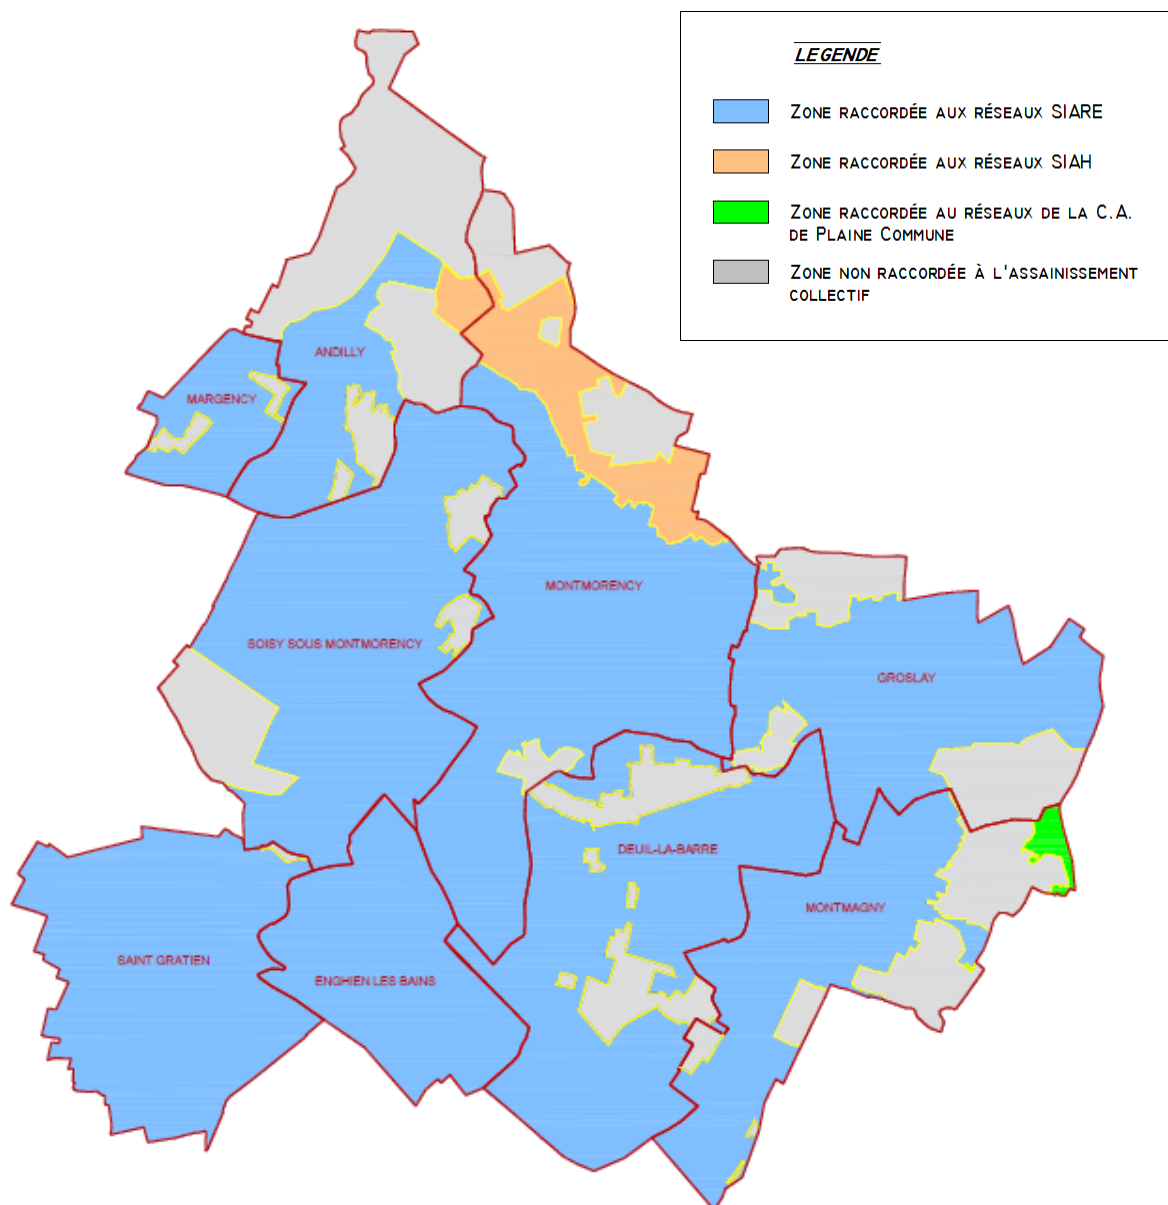 LEGENDE
ZONE RACCORDÉE AUX RÉSEAUX SIARE
ZONE RACCORDÉE AUX RÉSEAUX SIAH
ZONE RACCORDÉE AU RÉSEAUX DE LA C.A.
DE PLAINE COMMUNE
ZONE NON RACCORDÉE À L'ASSAINISSEMENT
COLLECTIF
ANDILLY
MARGENCY
MONTMORENCY
SOISY SOUS MONTMORENCY
GROSLAY
DEUIL-LA-BARRE
MONTMAGNY
SAINT GRATIEN
ENGHIEN LES BAINS